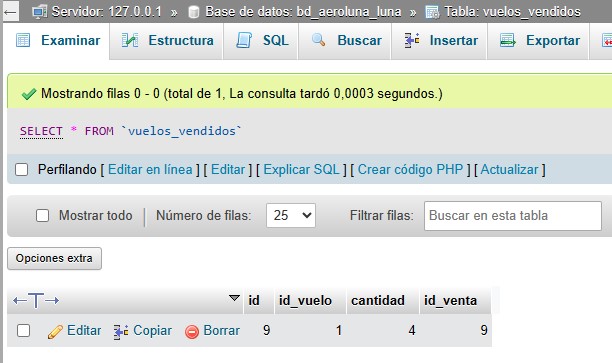 Servidor: 127.0.0.1 » Base de datos: bd_aeroluna_luna » Tabla: vuelos_vendidos
Examinar Estructura SQL Buscar Insertar Exportar
Mostrando filas 0 - 0 (total de 1, La consulta tardó 0,0003 segundos.)
SELECT * FROM `vuelos_vendidos`
Perfilando [ Editar en línea ] [ Editar ] [ Explicar SQL ] [ Crear código PHP ] [ Actualizar ]
Mostrar todo Número de filas: 25 Filtrar filas: Buscar en esta tabla
Opciones extra
←T→ id id_vuelo cantidad id_venta
Editar Copiar Borrar 9 1 4 9